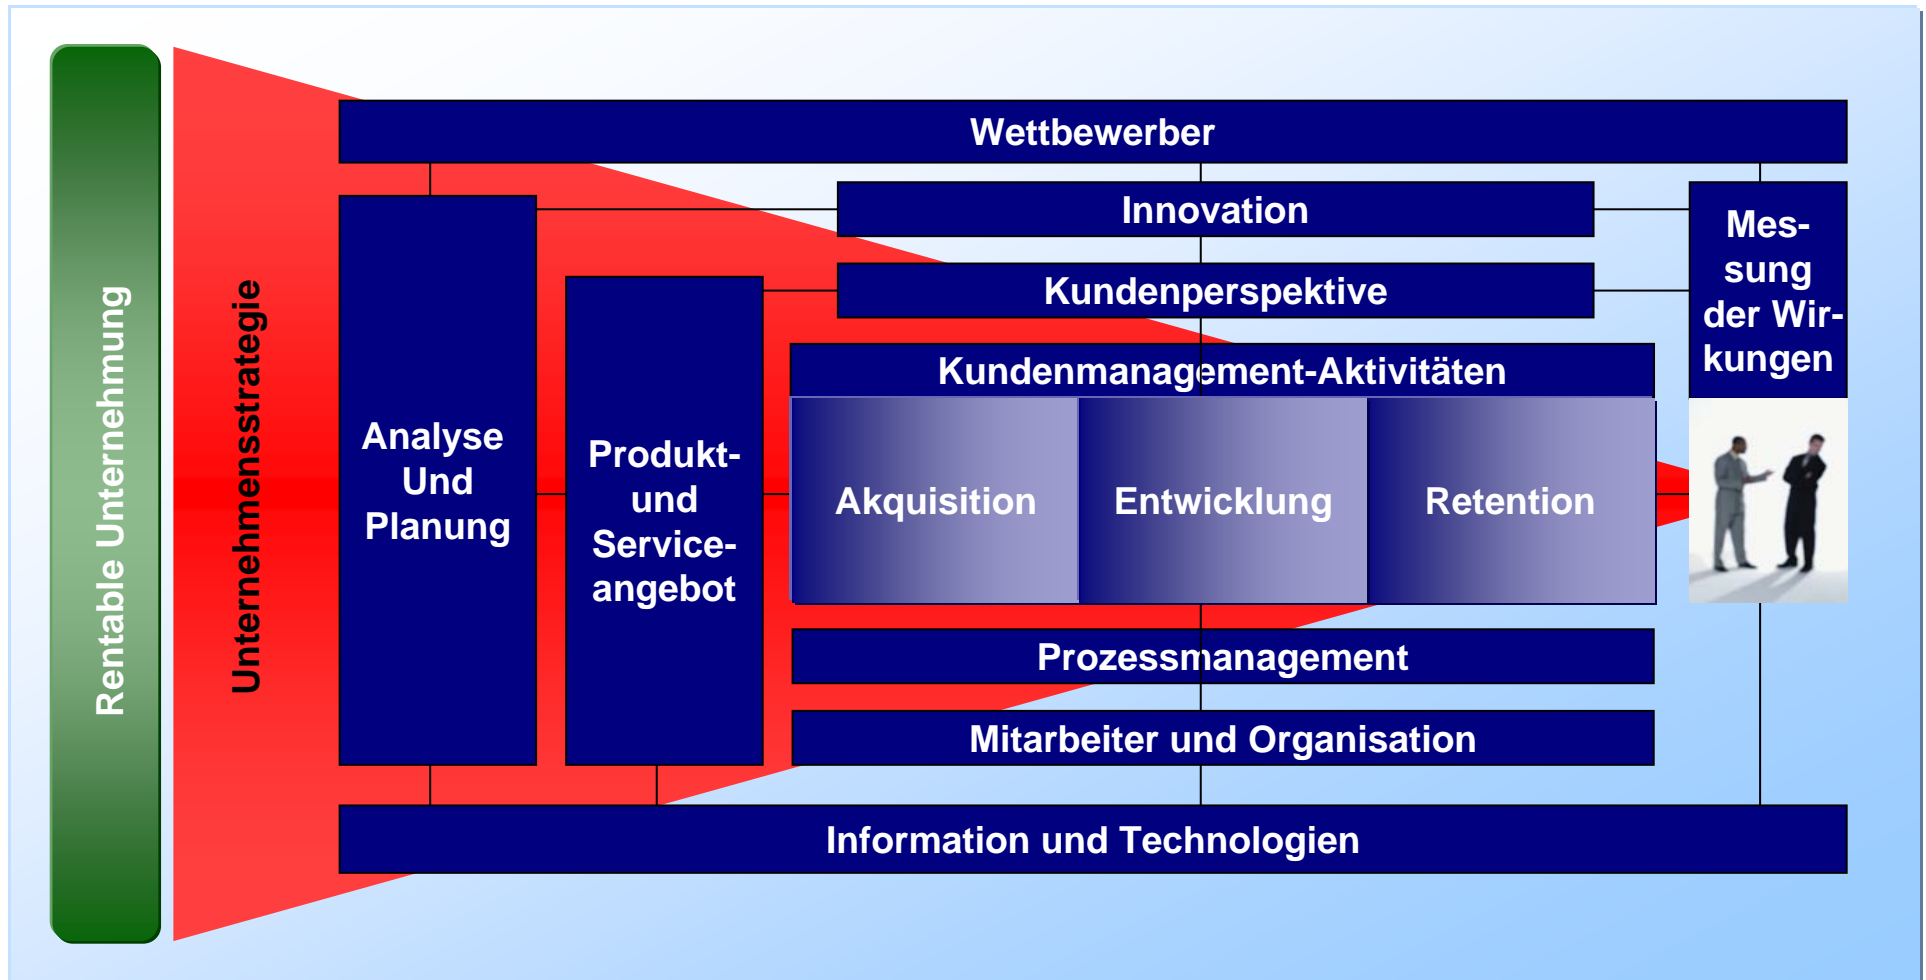 Rentable Unternehmung
Unternehmensstrategie
Wettbewerber
Innovation
Kundenperspektive
Kundenmanagement-Aktivitäten
Analyse
Und
Planung
Produkt-
und
Service-
angebot
Akquisition
Entwicklung
Retention
Mes-
sung
der Wir-
kungen
Prozessmanagement
Mitarbeiter und Organisation
Information und Technologien